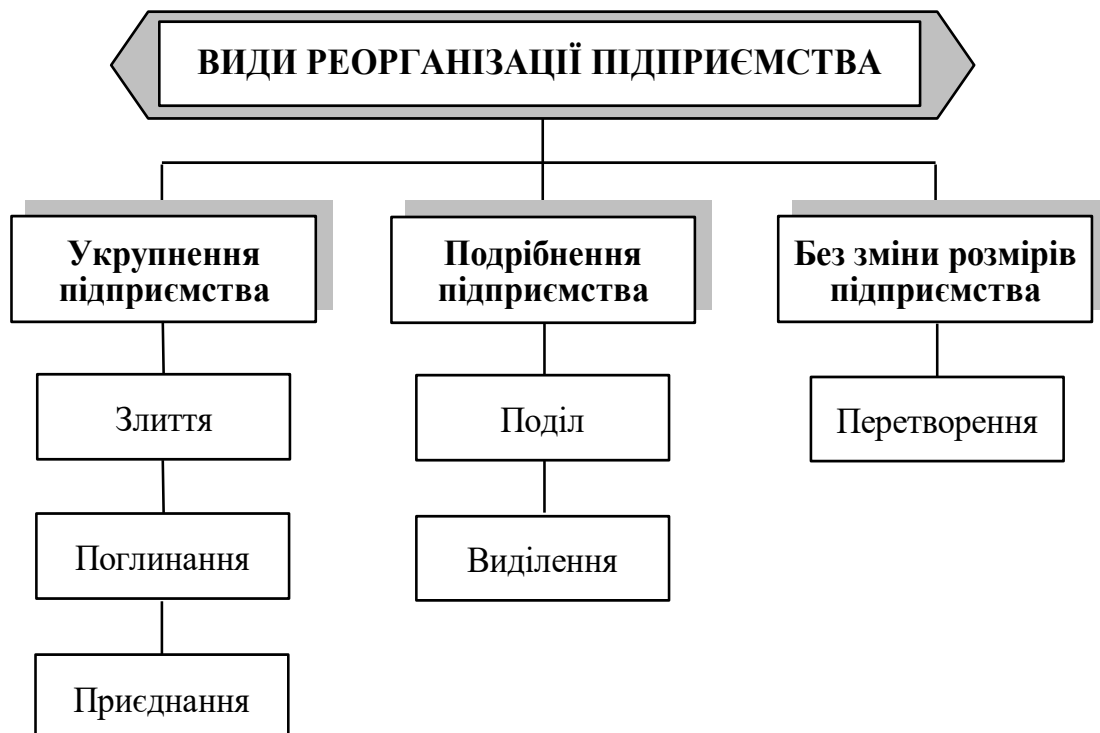 ВИДИ РЕОРГАНІЗАЦІЇ ПІДПРИЄМСТВА
Укрупнення
підприємства
Злиття
Поглинання
Приєднання
Подрібнення
підприємства
Поділ
Виділення
Без зміни розмірів
підприємства
Перетворення